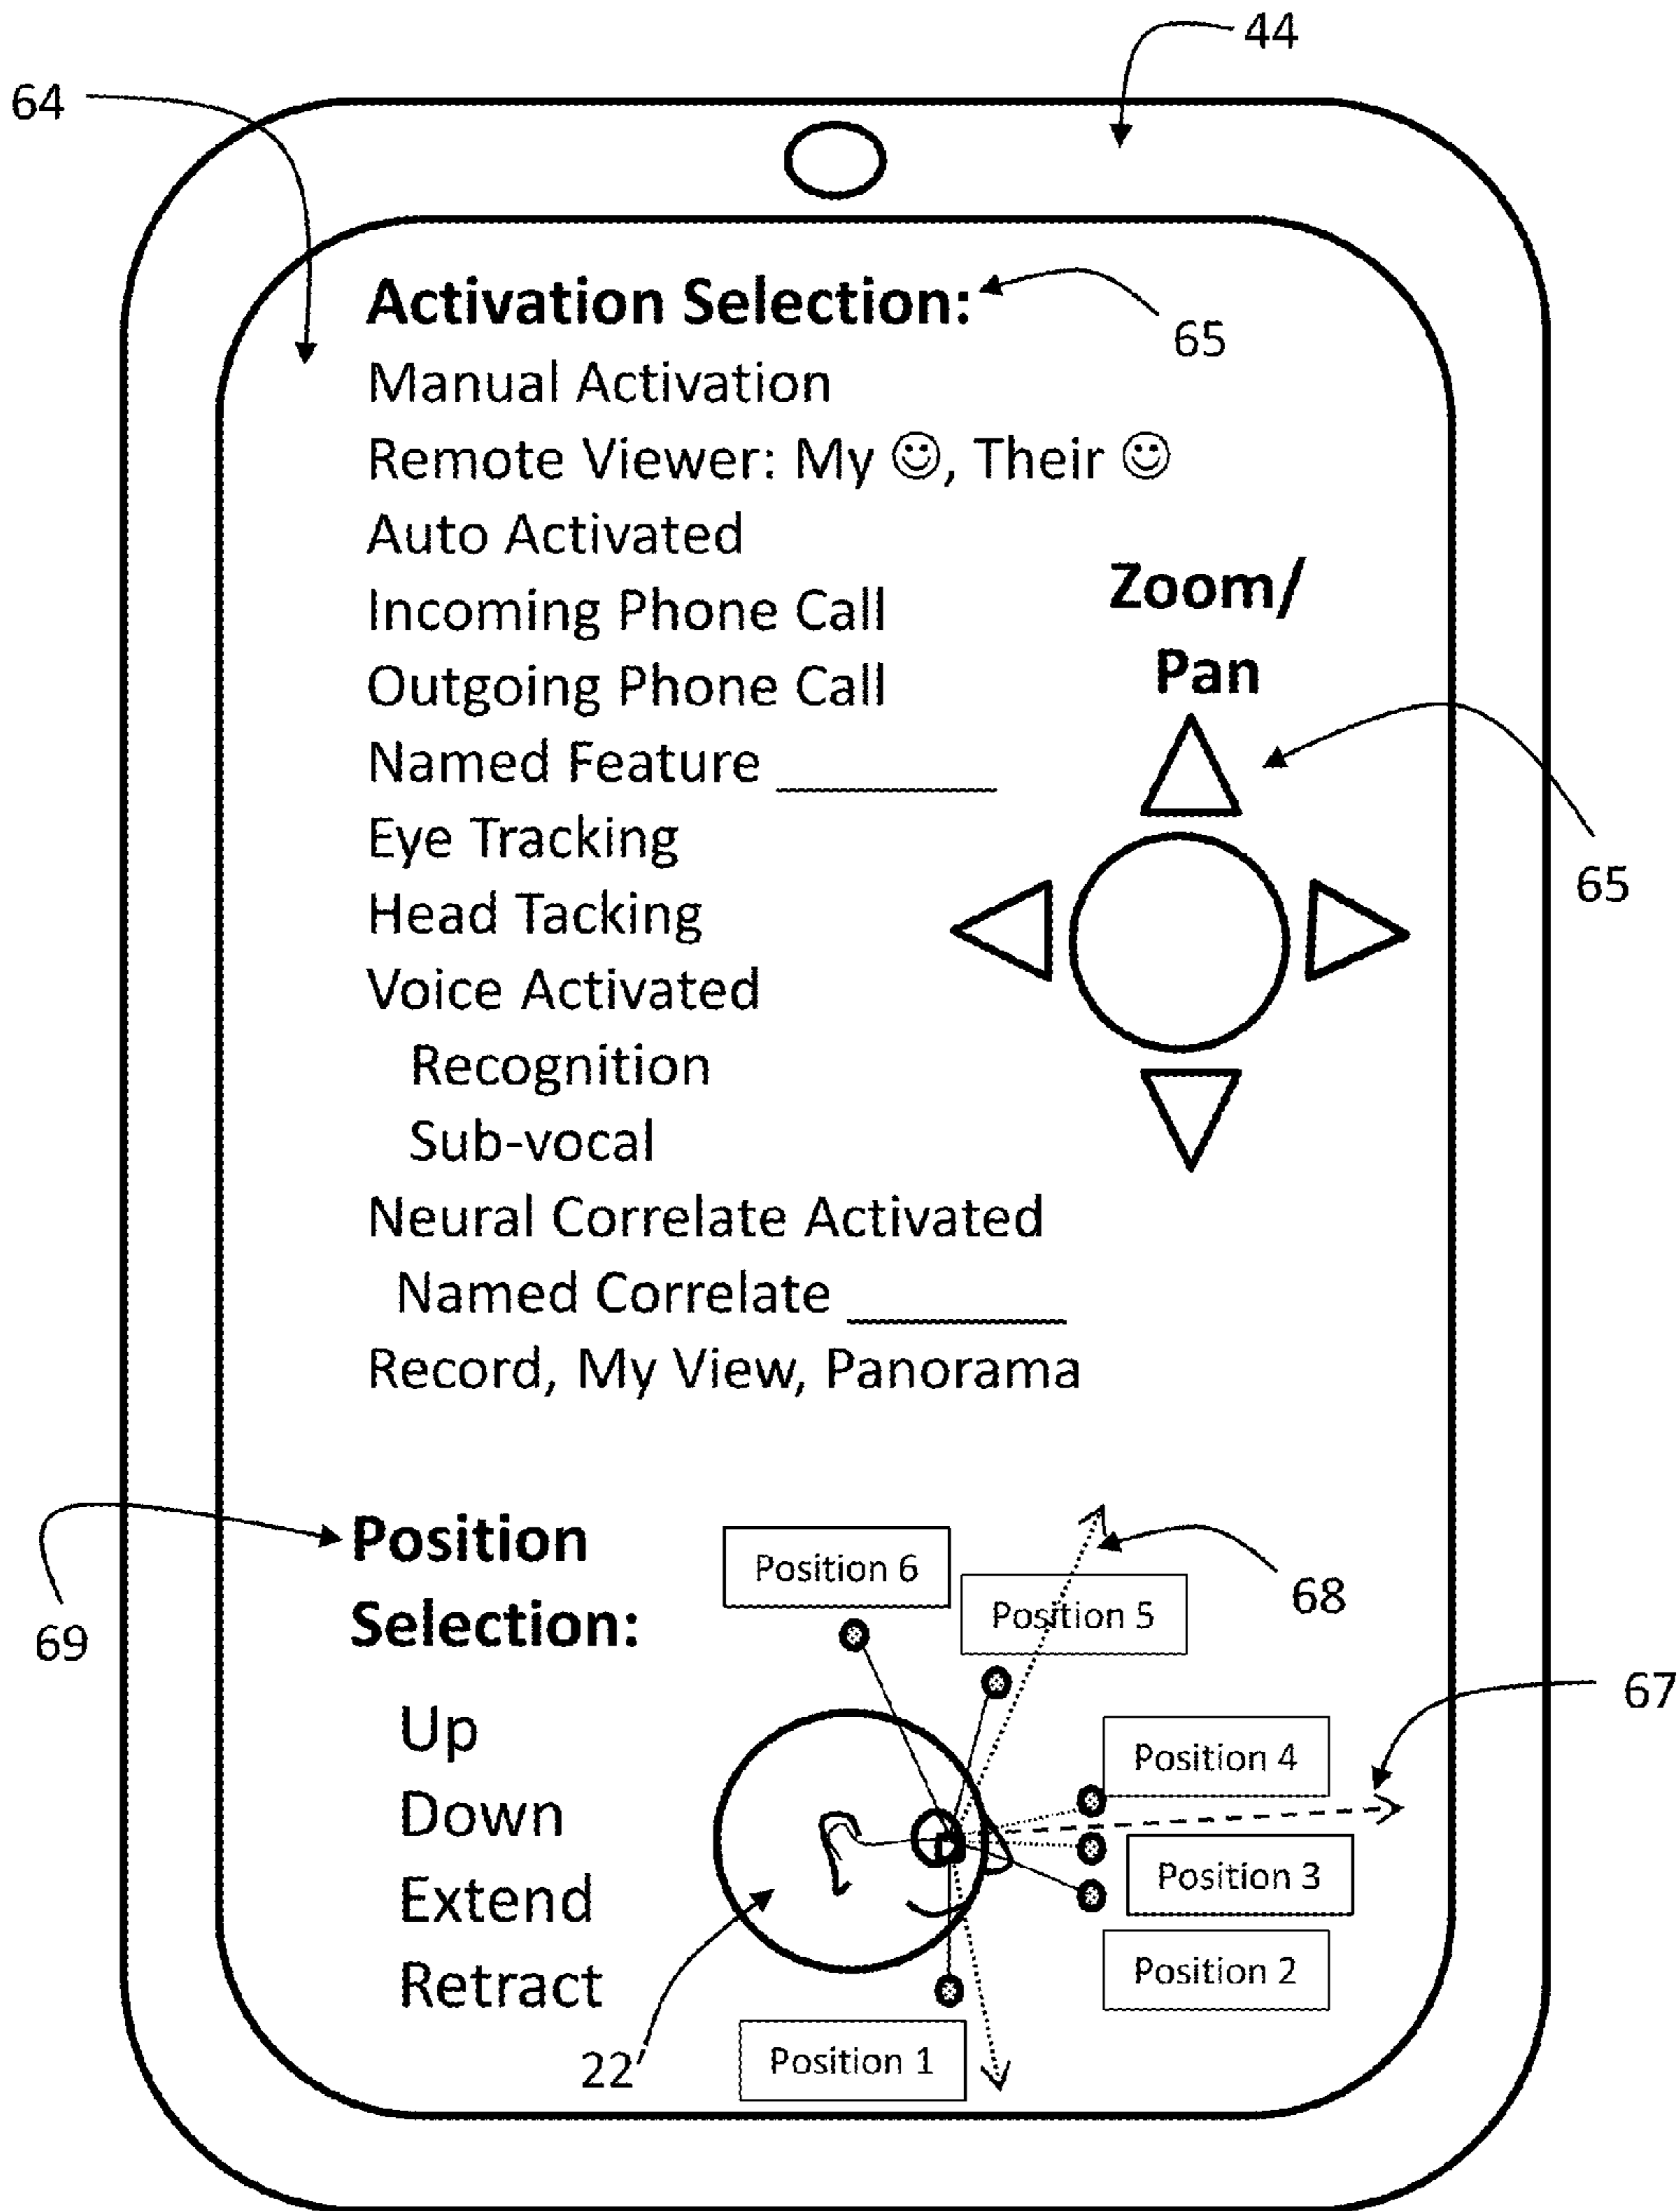 44
64
Activation Selection:
65
Manual Activation
Remote Viewer: My ☺, Their ☺
Auto Activated
Incoming Phone Call
Outgoing Phone Call
Named Feature __________
Eye Tracking
Head Tacking
Voice Activated
Recognition
Sub-vocal
Neural Correlate Activated
Named Correlate __________
Record, My View, Panorama
Zoom/
Pan
65
Position
Selection:
69
Up
Down
Extend
Retract
Position 6
Position 5
68
67
Position 4
Position 3
Position 2
Position 1
22'